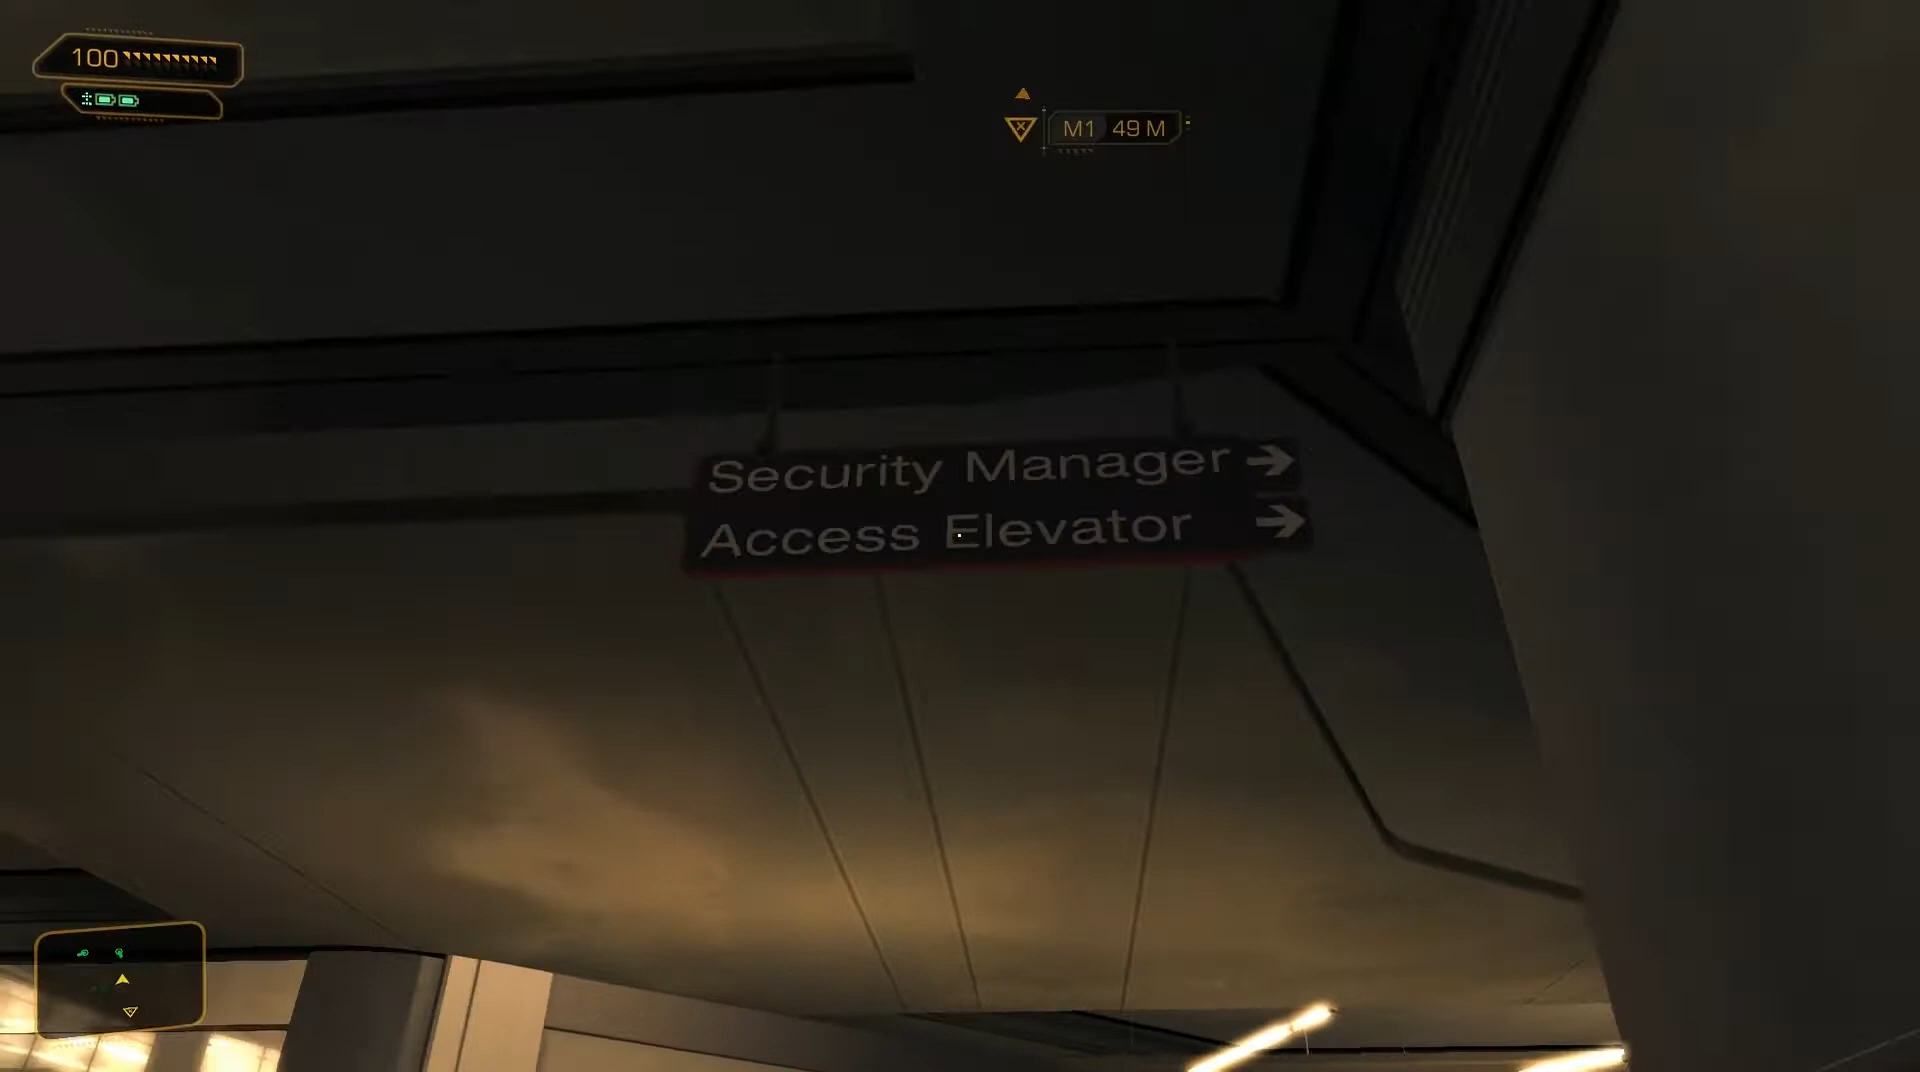 100
M1 49 M
Security Manager →
Access Elevator →